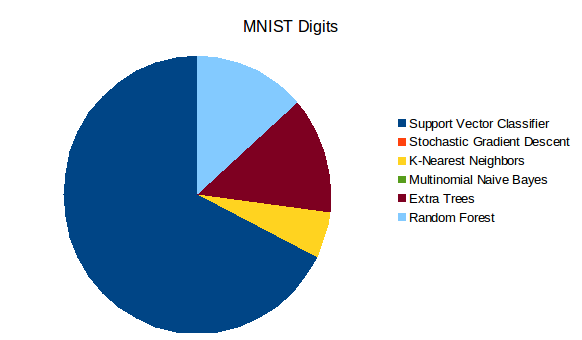 MNIST Digits
Support Vector Classifier
Stochastic Gradient Descent
K-Nearest Neighbors
Multinomial Naive Bayes
Extra Trees
Random Forest